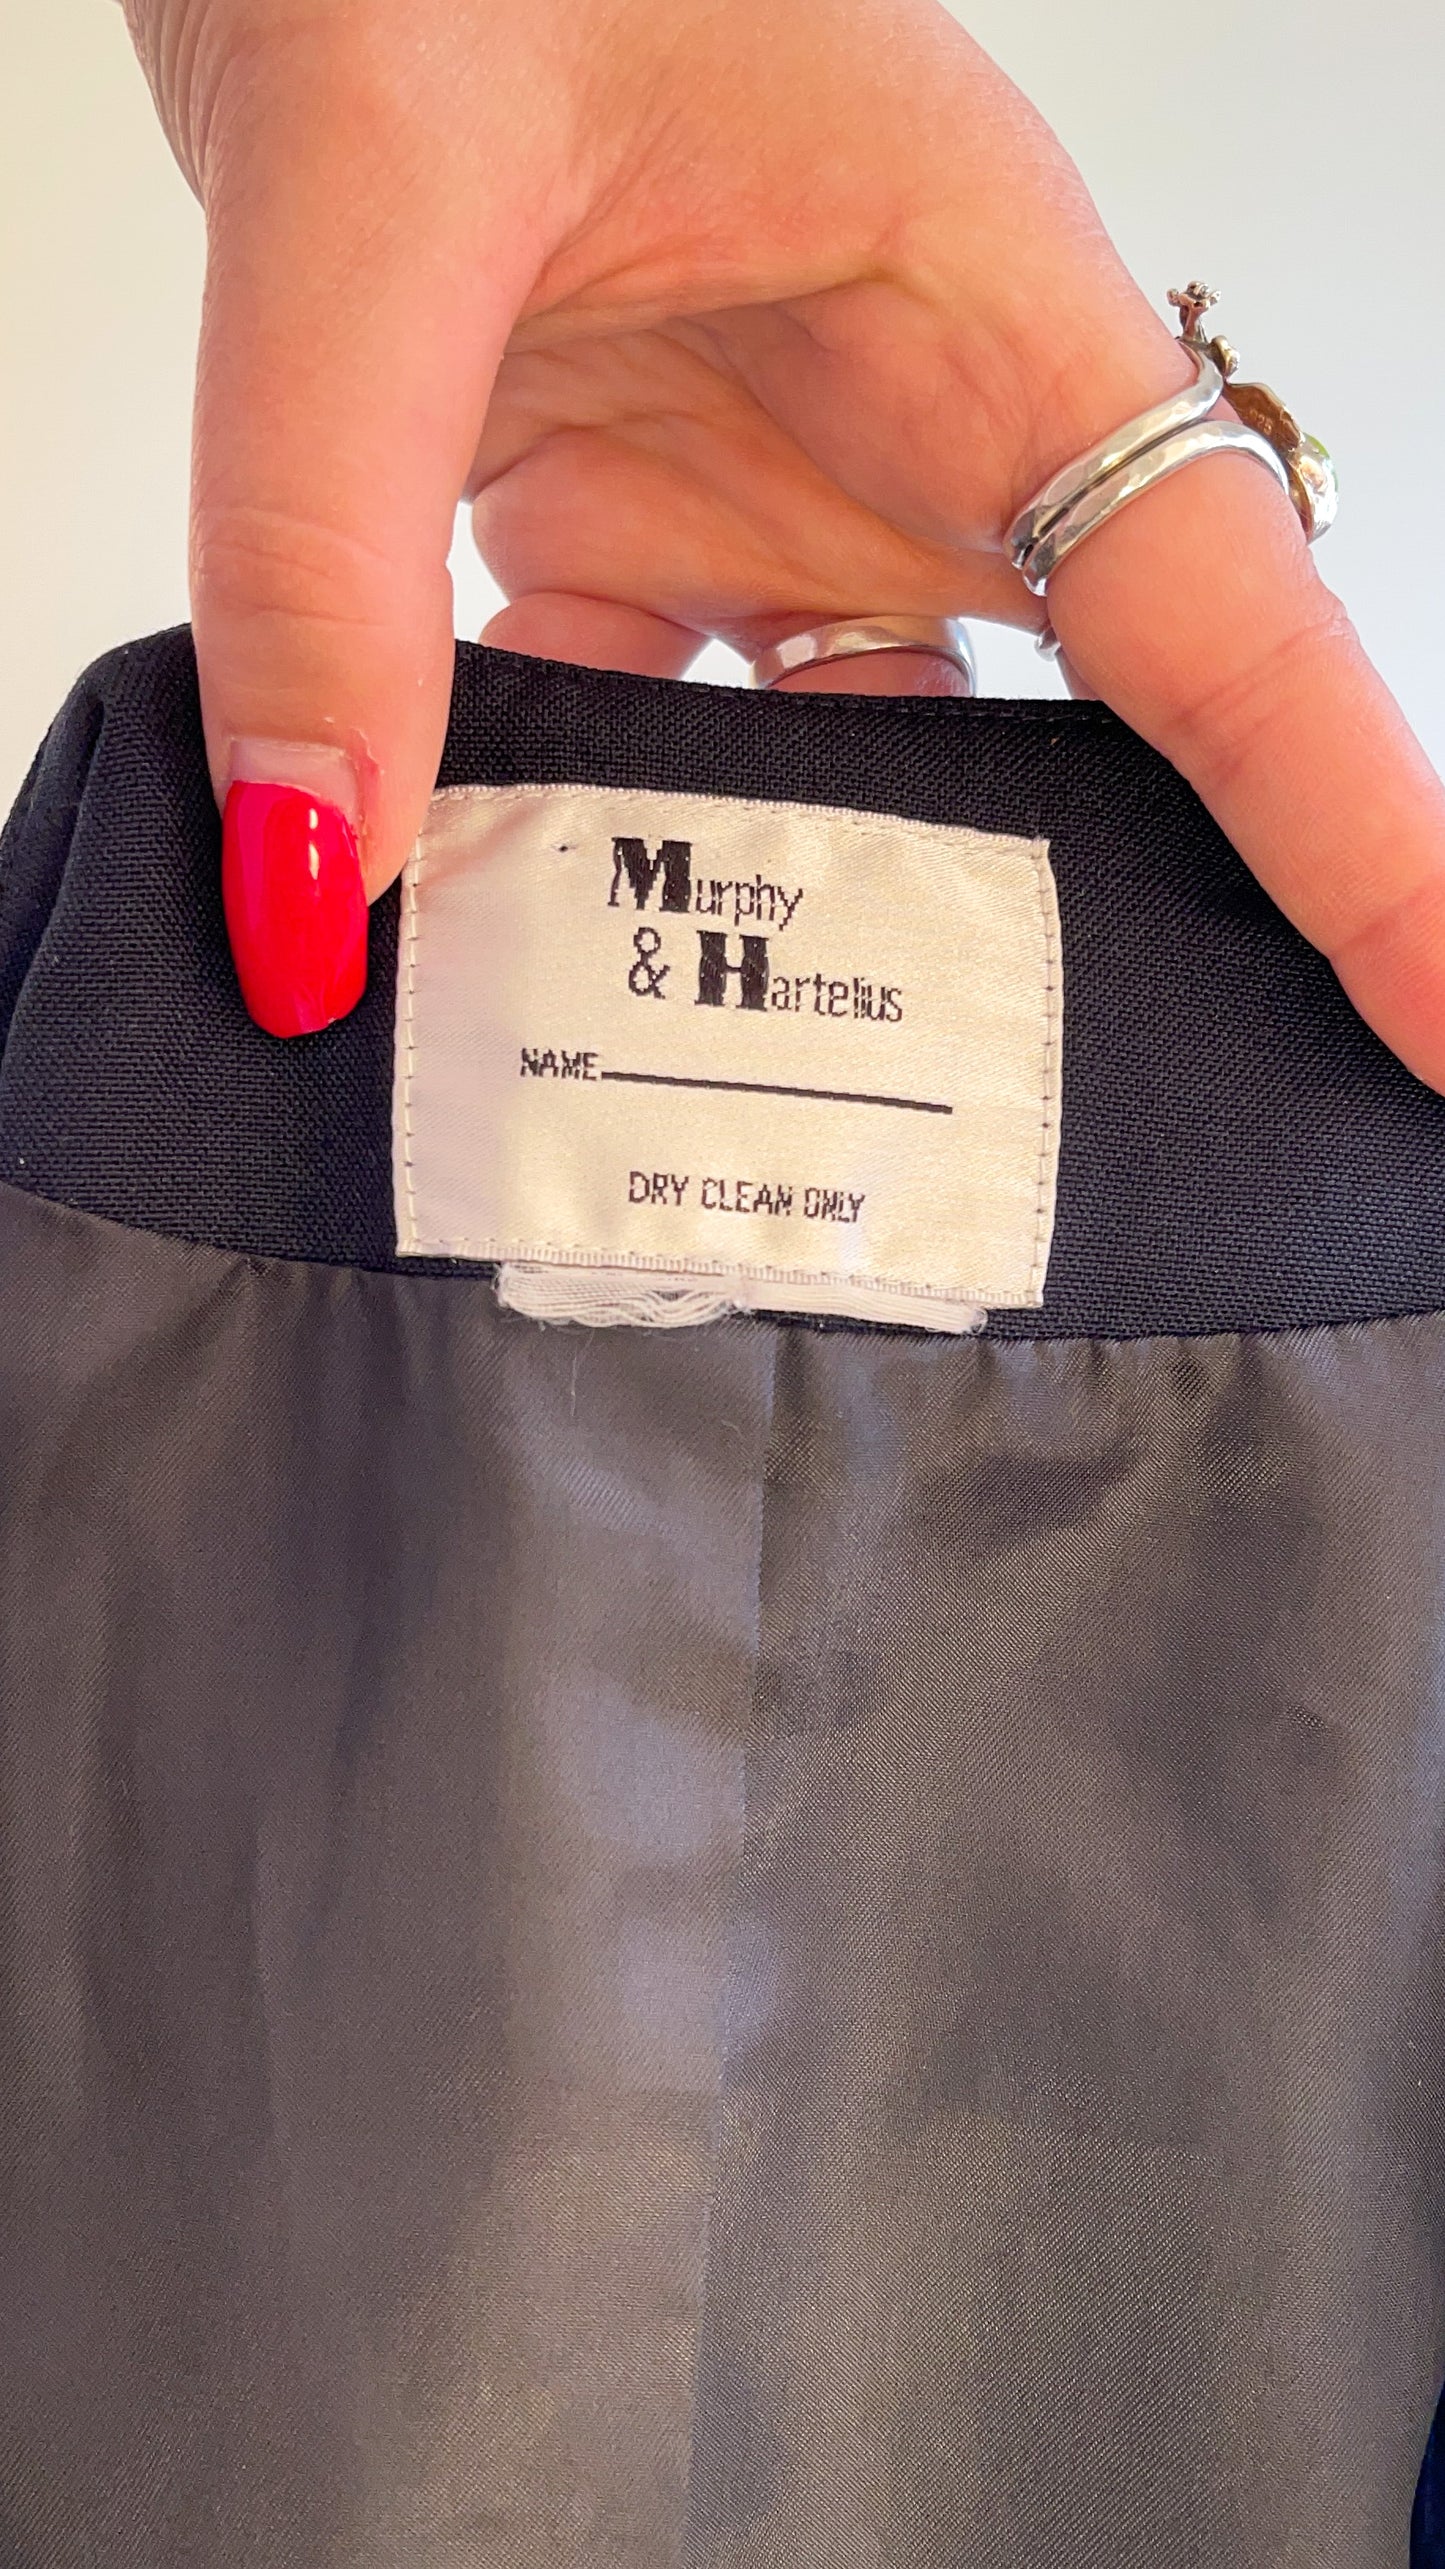 Murphy
& Hartelius
NAME
DRY CLEAN ONLY